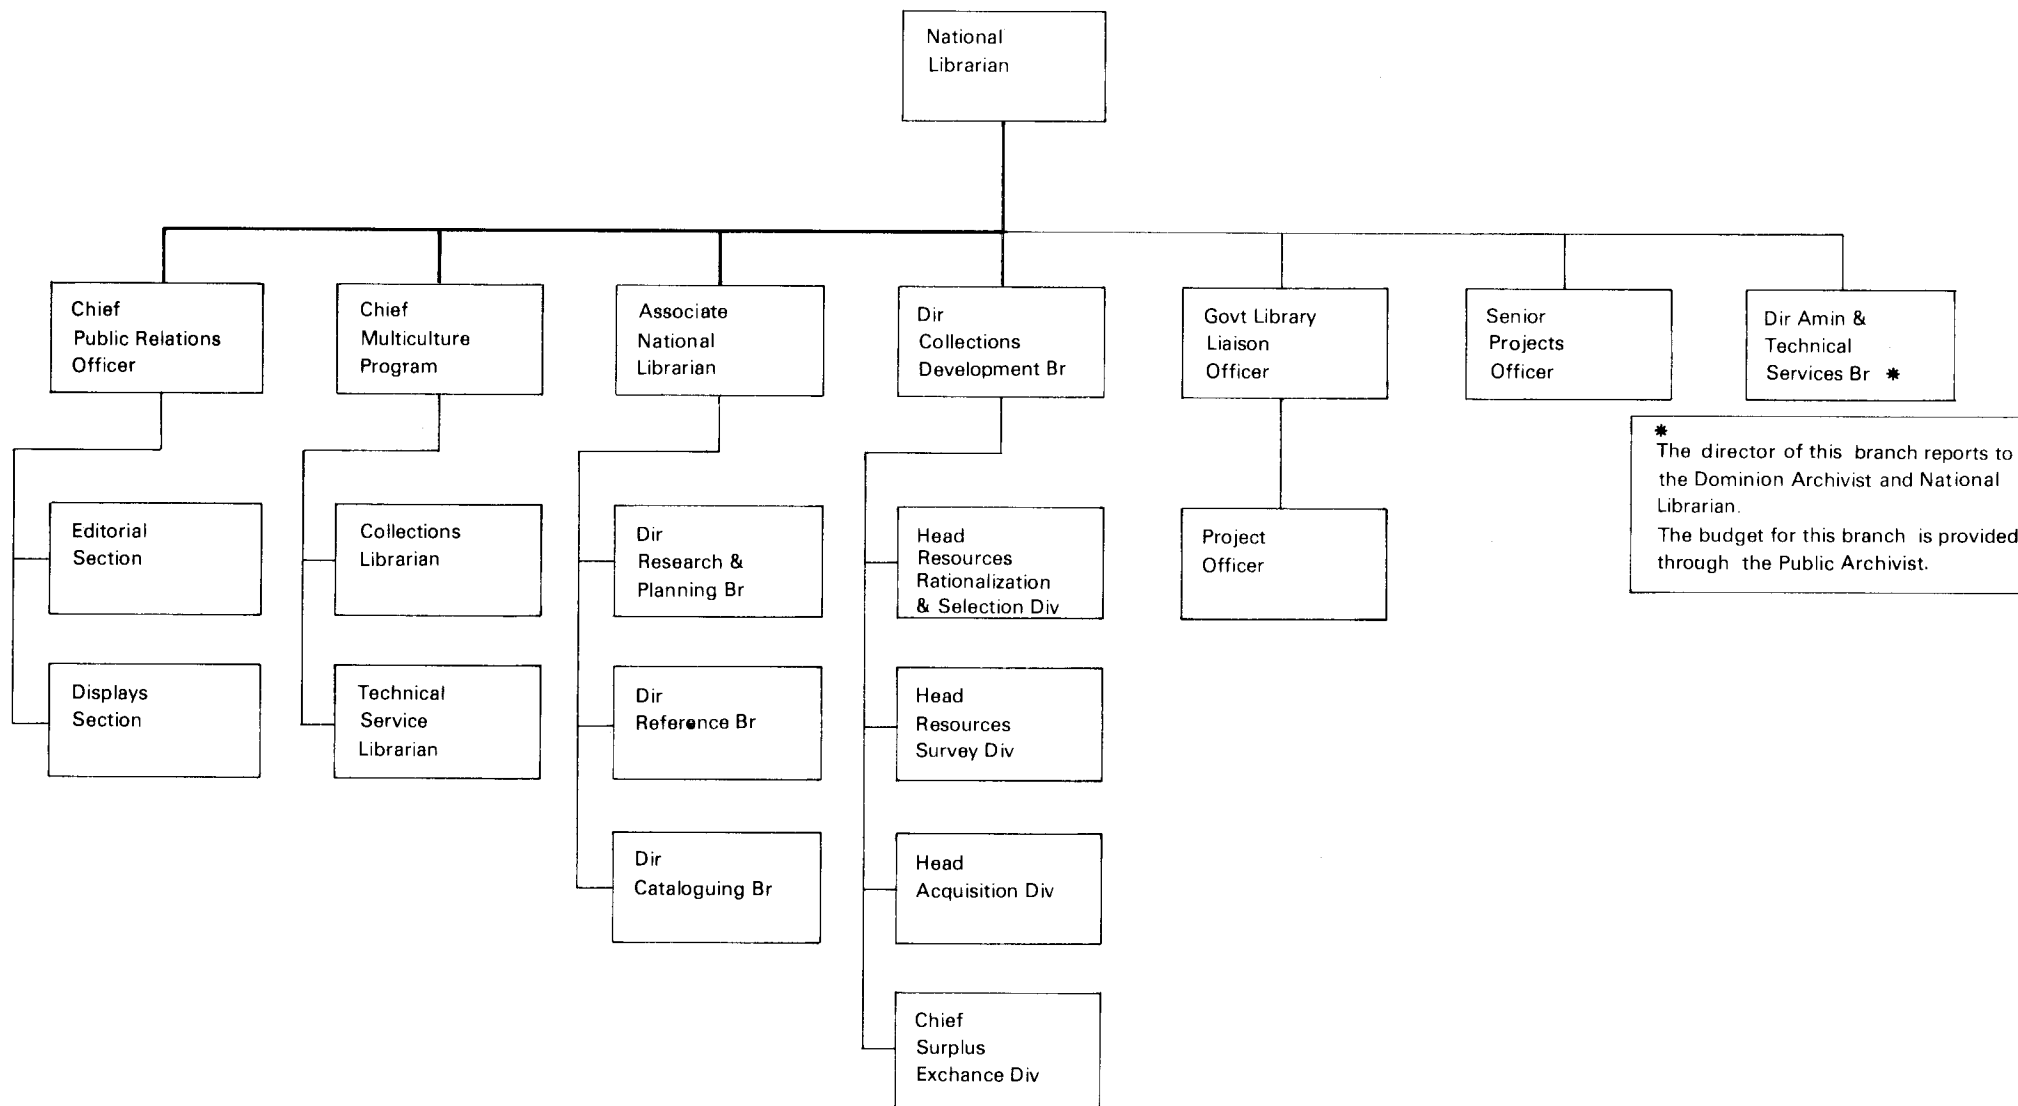 National
Librarian
Chief
Public Relations
Officer
Chief
Multiculture
Program
Associate
National
Librarian
Dir
Collections
Development Br
Govt Library
Liaison
Officer
Senior
Projects
Officer
Dir Amin &
Technical
Services Br *
*
The director of this branch reports to
the Dominion Archivist and National
Librarian.
The budget for this branch is provided
through the Public Archivist.
Editorial
Section
Displays
Section
Collections
Librarian
Technical
Service
Librarian
Dir
Research &
Planning Br
Dir
Reference Br
Dir
Cataloguing Br
Head
Resources
Rationalization
& Selection Div
Head
Resources
Survey Div
Head
Acquisition Div
Chief
Surplus
Exchance Div
Project
Officer